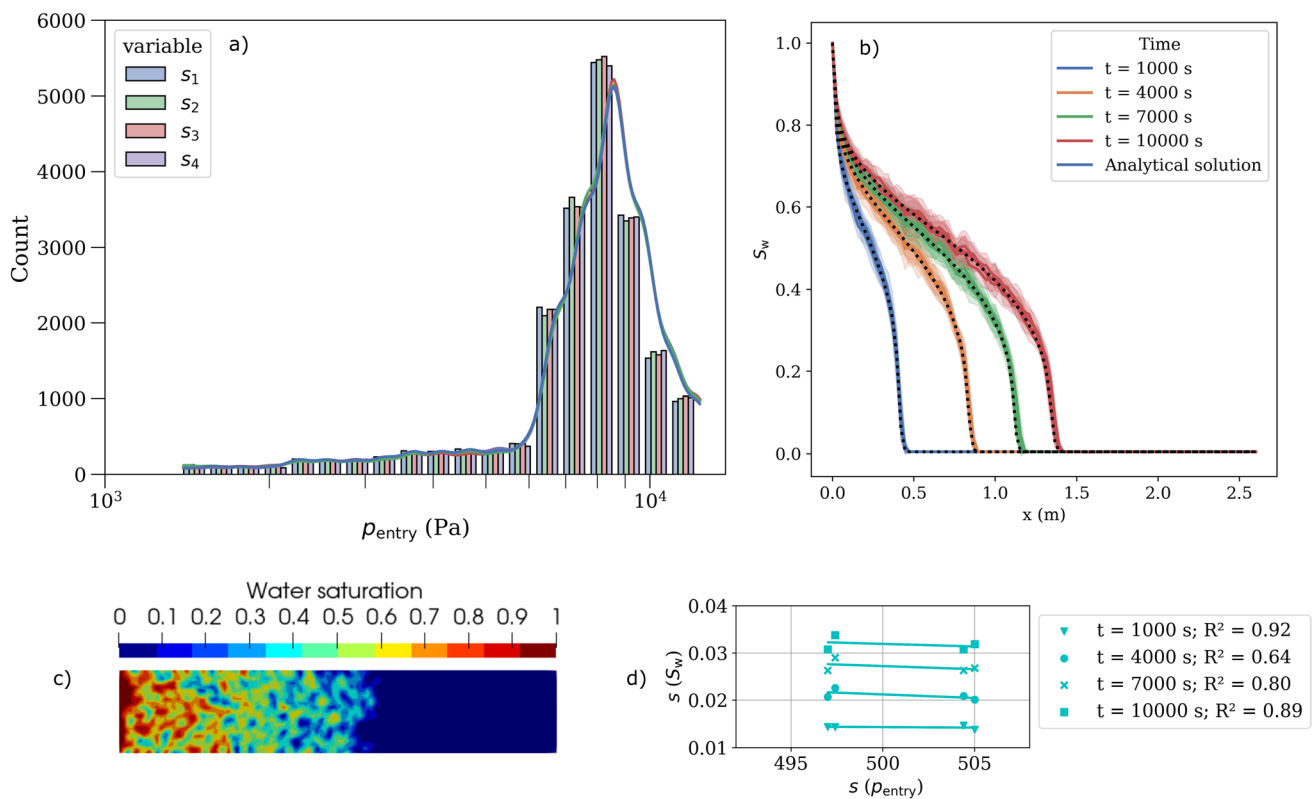 a)
variable
s₁
s₂
s₃
s₄
Count
6000
5000
4000
3000
2000
1000
0
10³
10⁴
p_entry (Pa)
b)
Time
t = 1000 s
t = 4000 s
t = 7000 s
t = 10000 s
Analytical solution
S_w
1.0
0.8
0.6
0.4
0.2
0.0
0.0 0.5 1.0 1.5 2.0 2.5
x (m)
c)
Water saturation
0 0.1 0.2 0.3 0.4 0.5 0.6 0.7 0.8 0.9 1
d)
s (S_w)
0.04
0.03
0.02
0.01
495 500 505
s (p_entry)
t = 1000 s; R² = 0.92
t = 4000 s; R² = 0.64
t = 7000 s; R² = 0.80
t = 10000 s; R² = 0.89